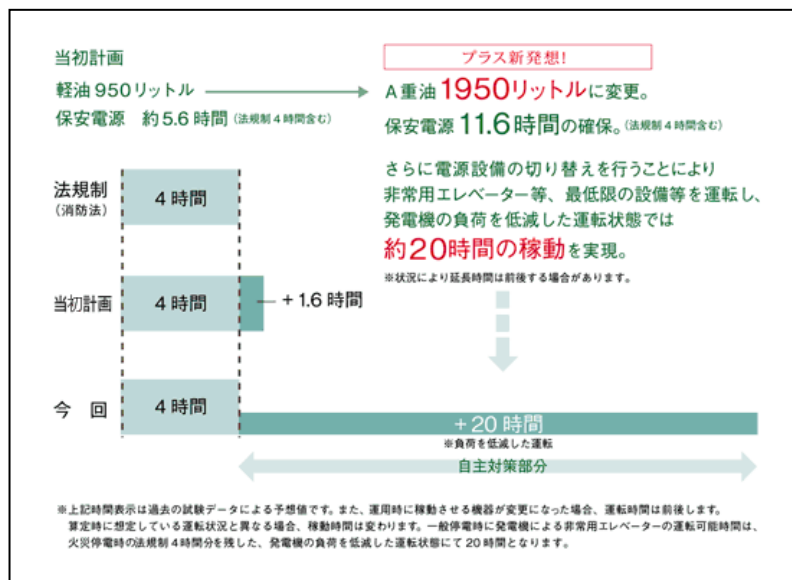 当初計画
軽油950リットル
保安電源 約5.6時間（法規制4時間含む）
プラス新発想！
A重油1950リットルに変更。
保安電源11.6時間の確保。（法規制4時間含む）
さらに電源設備の切り替えを行うことにより
非常用エレベーター等、最低限の設備等を運転し、
発電機の負荷を低減した運転状態では
約20時間の稼動を実現。
※状況により延長時間は前後する場合があります。
法規制
（消防法）
4時間
当初計画
4時間
+1.6時間
今 回
4時間
+20時間
※負荷を低減した運転
自主対策部分
※上記時間表示は過去の試験データによる予想値です。また、運用時に稼動させる機器が変更になった場合、運転時間は前後します。
算定時に想定している運転状況と異なる場合、稼動時間は変わります。一般停電時に発電機による非常用エレベーターの運転可能時間は、
火災停電時の法規制4時間分を残した、発電機の負荷を低減した運転状態にて20時間となります。